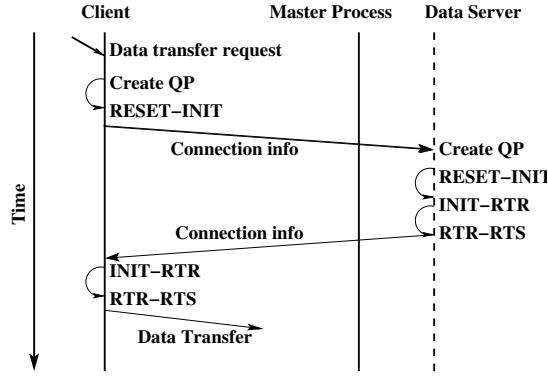 Client Master Process Data Server
Data transfer request
Create QP
RESET−INIT
Connection info
Create QP
RESET−INIT
INIT−RTR
RTR−RTS
Connection info
INIT−RTR
RTR−RTS
Data Transfer
Time